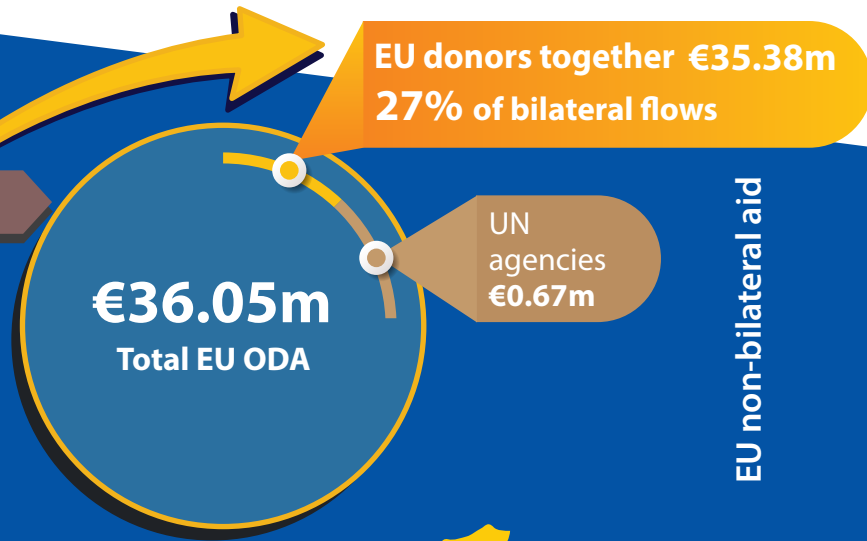 EU donors together €35.38m
27% of bilateral flows
UN
agencies
€0.67m
€36.05m
Total EU ODA
EU non-bilateral aid